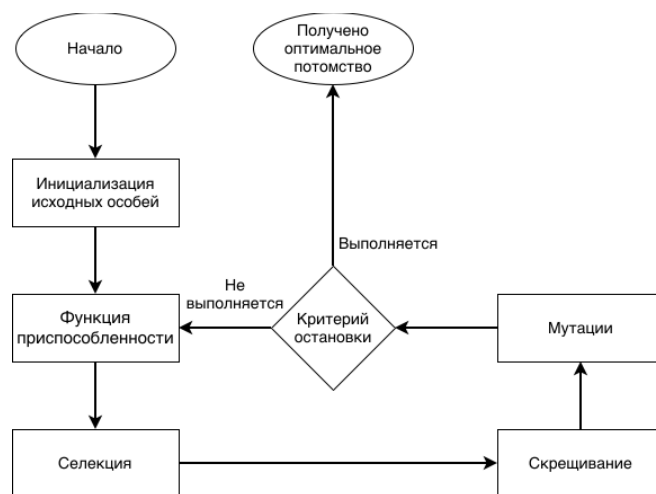 Начало
Получено
оптимальное
потомство
Инициализация
исходных особей
Выполняется
Не
выполняется
Функция
приспособленности
Критерий
остановки
Мутации
Селекция
Скрещивание